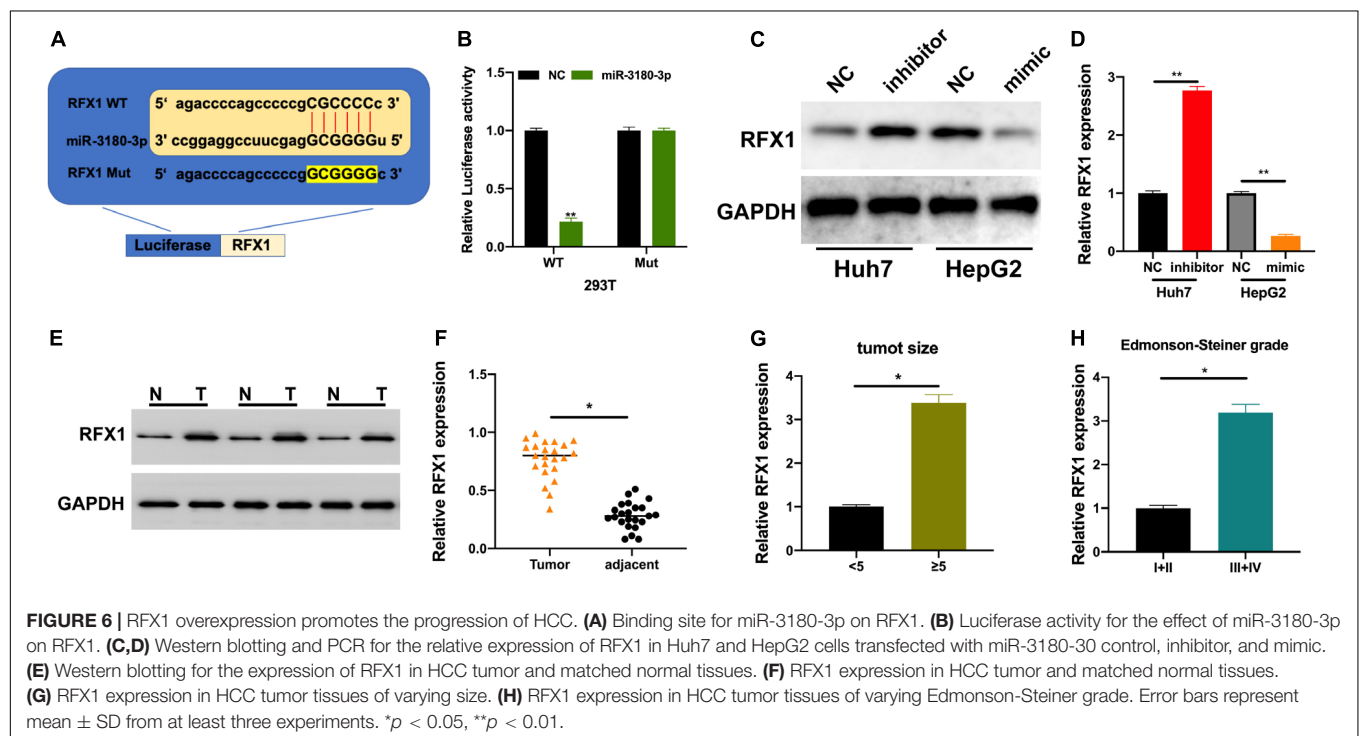 A
RFX1 WT 5‘ agaccccagcccccgCGCCCCc 3'
miR-3180-3p 3' ccggaggccuucgagGCGGGGu 5'
RFX1 Mut 5‘ agaccccagcccccgGCGGGGc 3'
Luciferase RFX1
B
NC miR-3180-3p
Relative Luciferase activity
1.5
1.0
0.5
0.0
**
WT Mut
293T
C
NC inhibitor NC mimic
RFX1
GAPDH
Huh7 HepG2
D
Relative RFX1 expression
3
2
1
0
**
**
NC inhibitor NC mimic
Huh7 HepG2
E
N T N T N T
RFX1
GAPDH
F
Relative RFX1 expression
1.5
1.0
0.5
0.0
*
Tumor adjacent
G
tumot size
Relative RFX1 expression
4
3
2
1
0
*
<5 ≥5
H
Edmonson-Steiner grade
Relative RFX1 expression
4
3
2
1
0
*
I+II III+IV
FIGURE 6 | RFX1 overexpression promotes the progression of HCC. (A) Binding site for miR-3180-3p on RFX1. (B) Luciferase activity for the effect of miR-3180-3p
on RFX1. (C,D) Western blotting and PCR for the relative expression of RFX1 in Huh7 and HepG2 cells transfected with miR-3180-30 control, inhibitor, and mimic.
(E) Western blotting for the expression of RFX1 in HCC tumor and matched normal tissues. (F) RFX1 expression in HCC tumor and matched normal tissues.
(G) RFX1 expression in HCC tumor tissues of varying size. (H) RFX1 expression in HCC tumor tissues of varying Edmonson-Steiner grade. Error bars represent
mean ± SD from at least three experiments. *p < 0.05, **p < 0.01.